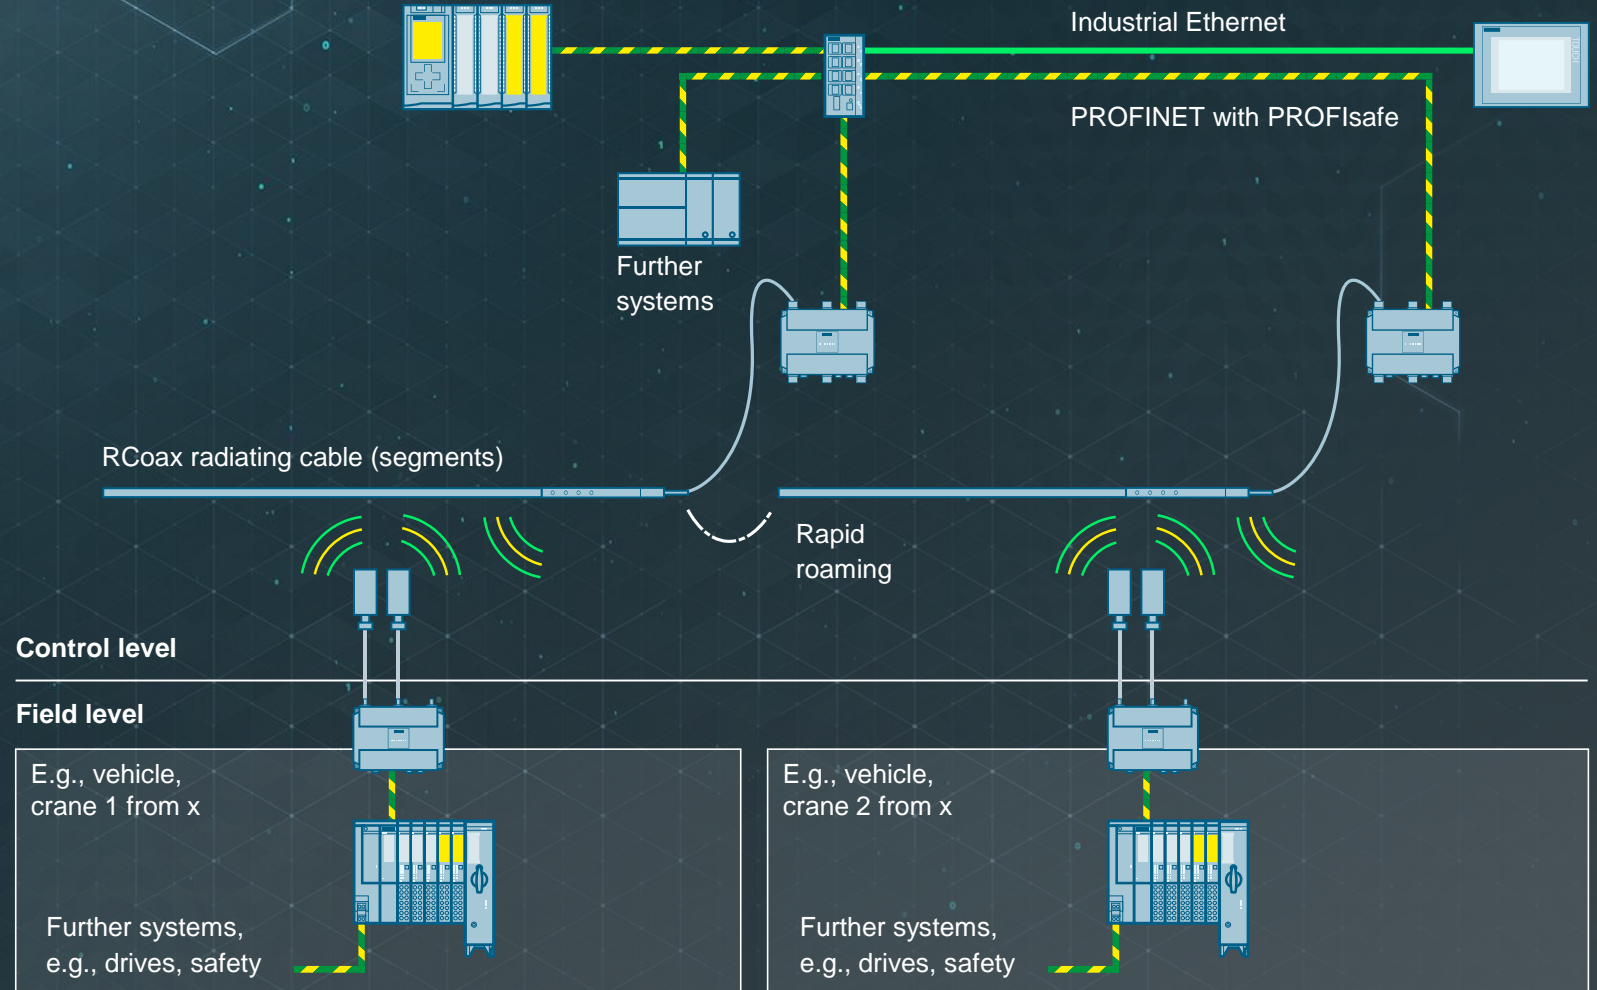 Industrial Ethernet
PROFINET with PROFIsafe
Further
systems
RCoax radiating cable (segments)
Rapid
roaming
Control level
Field level
E.g., vehicle,
crane 1 from x
E.g., vehicle,
crane 2 from x
Further systems,
e.g., drives, safety
Further systems,
e.g., drives, safety